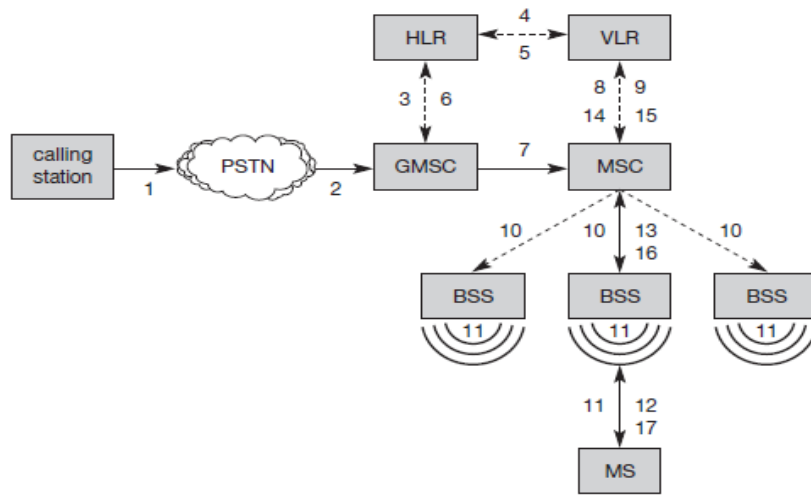 4
HLR
VLR
5
3 6
8 9
14 15
calling
station
PSTN
GMSC
7
MSC
1
2
10
10
13
10
16
BSS
BSS
BSS
11
11
11
11
12
17
MS